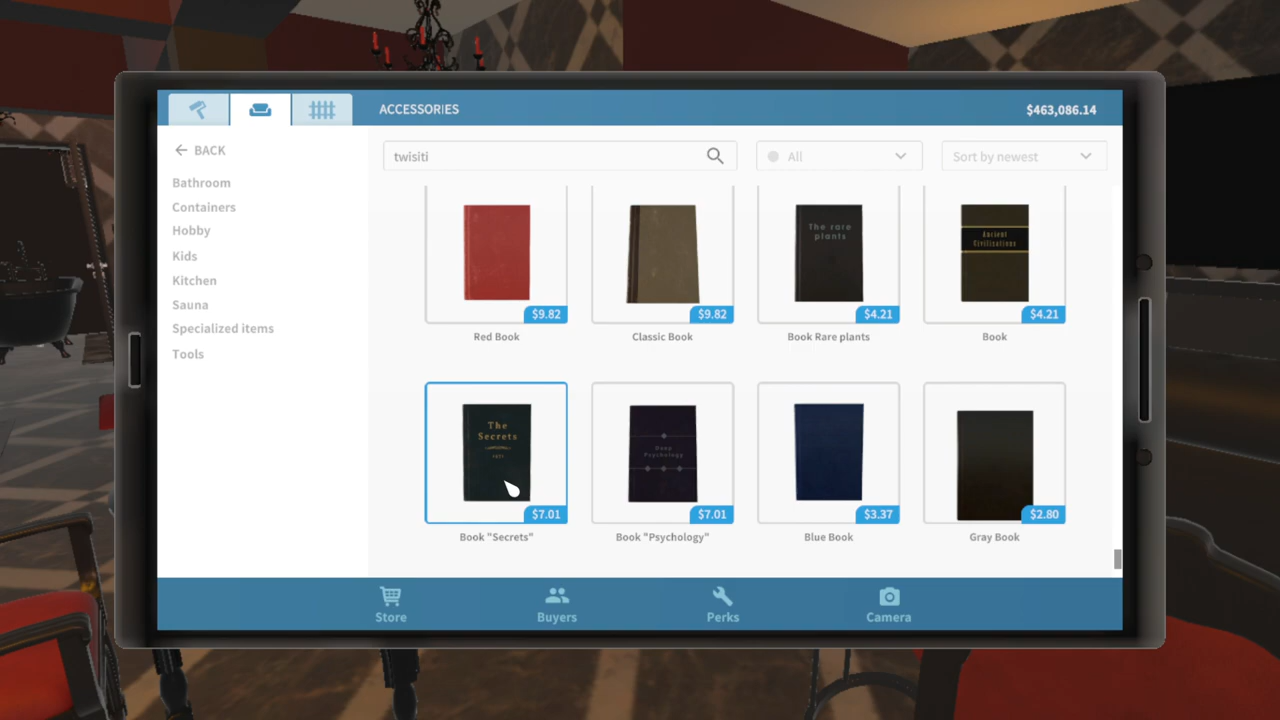 ACCESSORIES
$463,086.14
BACK
twisiti
All
Sort by newest
Bathroom
Containers
Hobby
Kids
Kitchen
Sauna
Specialized items
Tools
The rare
plants
Ancient
Civilizations
$9.82
$9.82
$4.21
$4.21
Red Book
Classic Book
Book Rare plants
Book
The
Secrets
Deep
Psychology
$7.01
$7.01
$3.37
$2.80
Book "Secrets"
Book "Psychology"
Blue Book
Gray Book
Store
Buyers
Perks
Camera